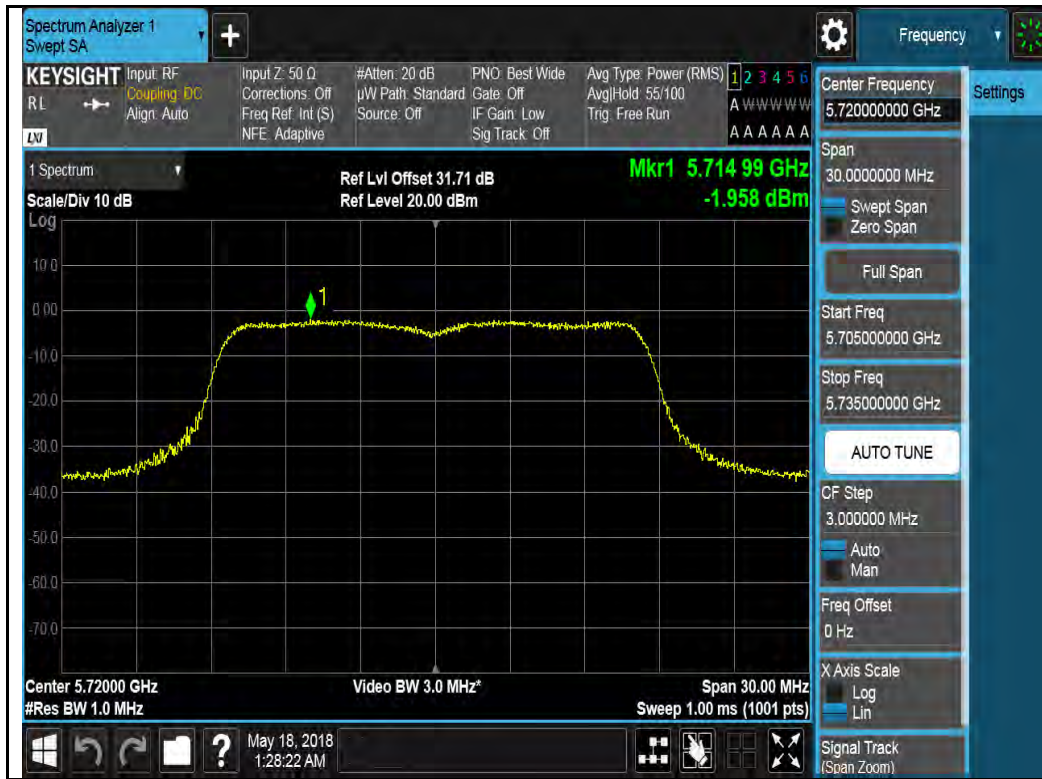 Spectrum Analyzer 1
Swept SA
+
Frequency
KEYSIGHT
RL
LXI
Input: RF
Coupling: DC
Align: Auto
Input Z: 50 Ω
Corrections: Off
Freq Ref: Int (S)
NFE: Adaptive
#Atten: 20 dB
µW Path: Standard
Source: Off
PNO: Best Wide
Gate: Off
IF Gain: Low
Sig Track: Off
Avg Type: Power (RMS)
Avg|Hold: 55/100
Trig: Free Run
1 2 3 4 5 6
A W W W W W
A A A A A A
1 Spectrum
Scale/Div 10 dB
Log
Ref Lvl Offset 31.71 dB
Ref Level 20.00 dBm
Mkr1 5.714 99 GHz
-1.958 dBm
10.0
0.00
-10.0
-20.0
-30.0
-40.0
-50.0
-60.0
-70.0
1
Center 5.72000 GHz
#Res BW 1.0 MHz
Video BW 3.0 MHz*
Span 30.00 MHz
Sweep 1.00 ms (1001 pts)
Center Frequency
5.720000000 GHz
Settings
Span
30.0000000 MHz
Swept Span
Zero Span
Full Span
Start Freq
5.705000000 GHz
Stop Freq
5.735000000 GHz
AUTO TUNE
CF Step
3.000000 MHz
Auto
Man
Freq Offset
0 Hz
X Axis Scale
Log
Lin
Signal Track
(Span Zoom)
?
May 18, 2018
1:28:22 AM